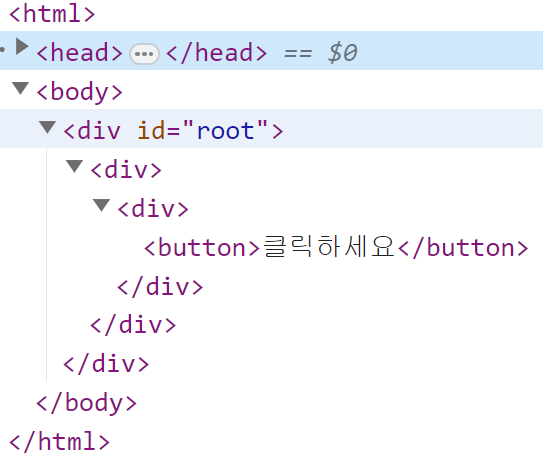 <html>
<head>···</head> == $0
<body>
<div id="root">
<div>
<div>
<button>클릭하세요</button>
</div>
</div>
</div>
</body>
</html>